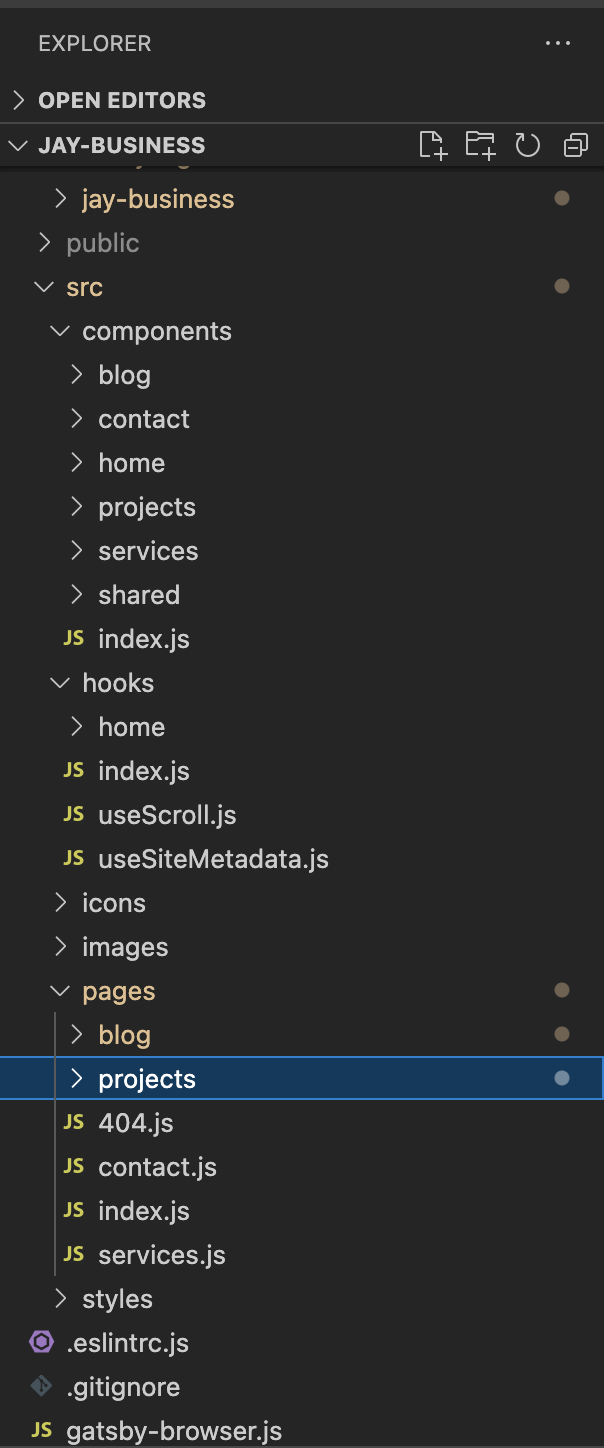 EXPLORER
OPEN EDITORS
JAY-BUSINESS
jay-business
public
src
components
blog
contact
home
projects
services
shared
JS index.js
hooks
home
JS index.js
JS useScroll.js
JS useSiteMetadata.js
icons
images
pages
blog
projects
JS 404.js
JS contact.js
JS index.js
JS services.js
styles
.eslintrc.js
.gitignore
JS gatsby-browser.js